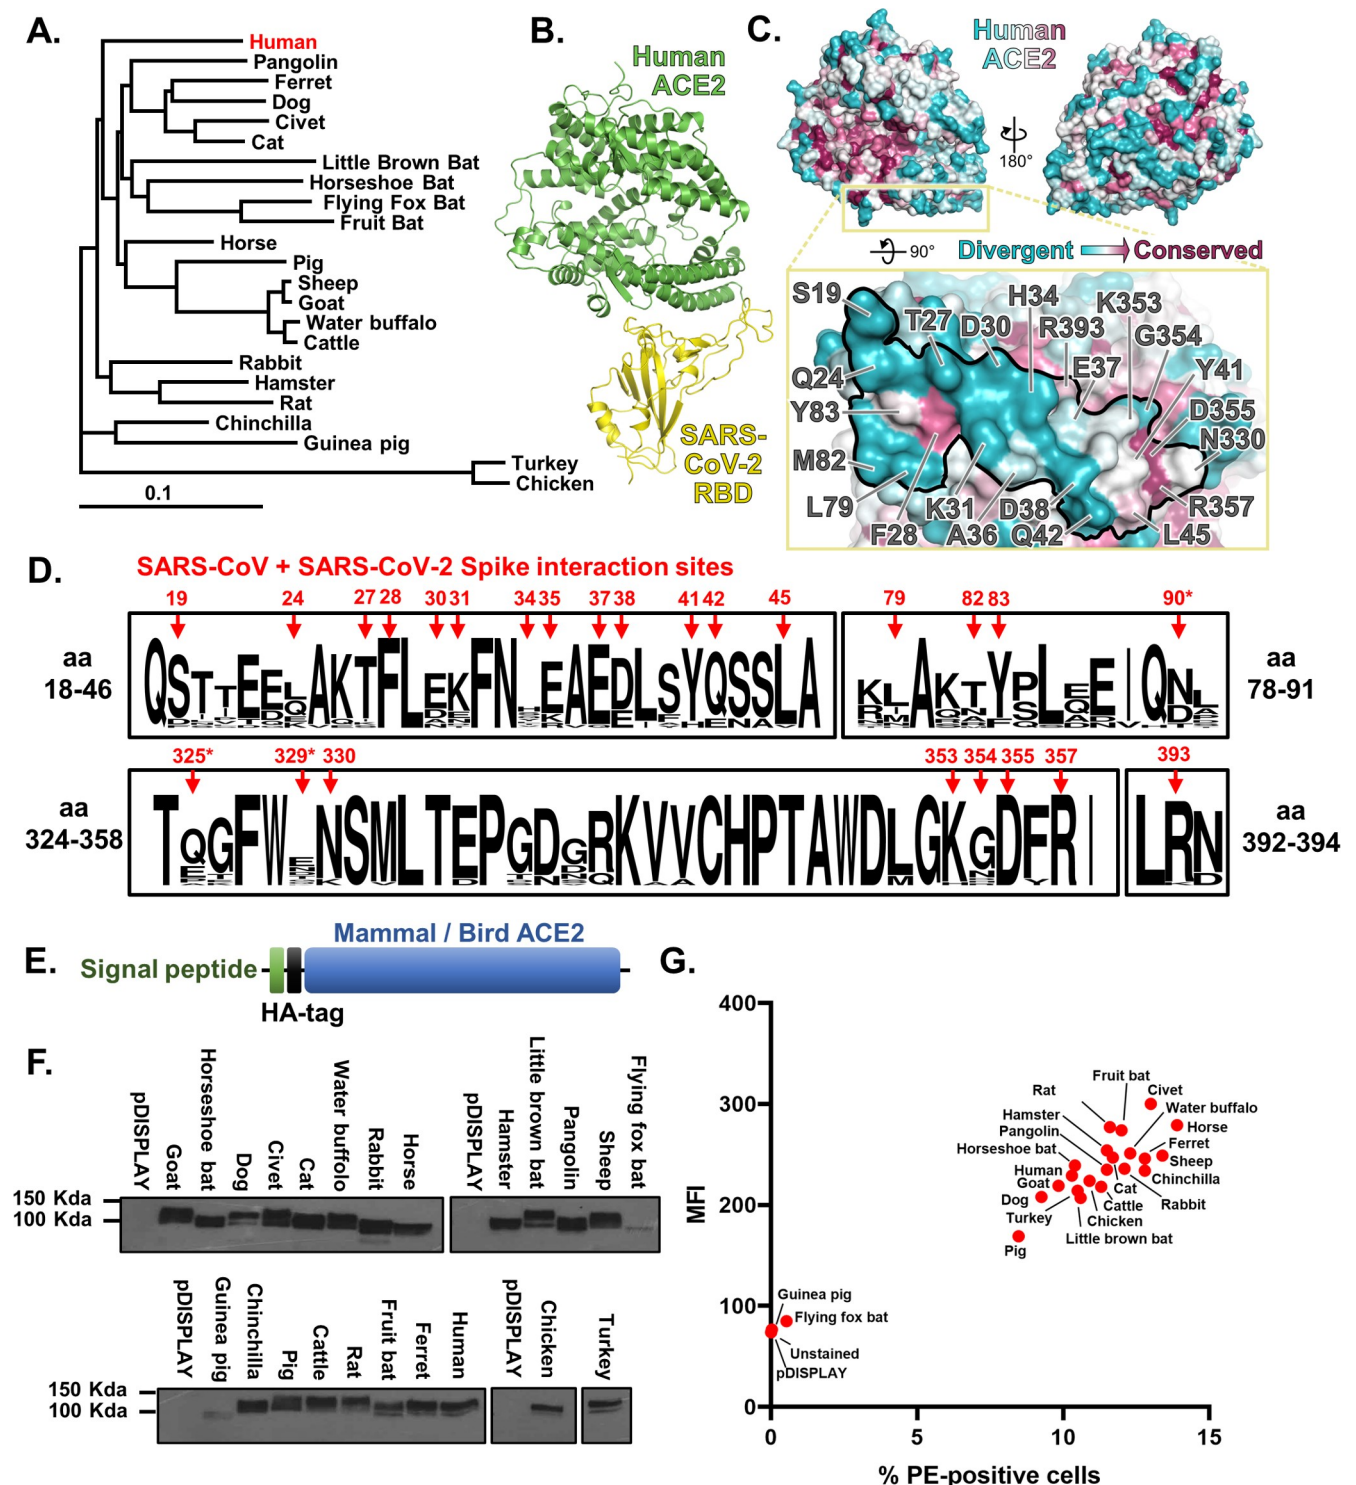 A.
Human
Pangolin
Ferret
Dog
Civet
Cat
Little Brown Bat
Horseshoe Bat
Flying Fox Bat
Fruit Bat
Horse
Pig
Sheep
Goat
Water buffalo
Cattle
Rabbit
Hamster
Rat
Chinchilla
Guinea pig
Turkey
Chicken
0.1
B.
Human
ACE2
SARS-
CoV-2
RBD
C.
Human
ACE2
180°
90°
Divergent
Conserved
S19
T27
D30
H34
R393
K353
G354
E37
Y41
Q24
Y83
D355
N330
M82
L79
F28
K31
A36
D38
Q42
L45
R357
D.
SARS-CoV + SARS-CoV-2 Spike interaction sites
19 24 27 28 30 31 34 35 37 38 41 42 45 79 82 83 90*
aa
18-46
aa
78-91
325* 329* 330 353 354 355 357 393
aa
324-358
TQGFWENSMLTEPGDGRKVVCHPTAWDLGKGDFRI
LRN
aa
392-394
E.
Mammal / Bird ACE2
Signal peptide
HA-tag
F.
pDISPLAY
Goat
Horseshoe bat
Dog
Civet
Cat
Water buffolo
Rabbit
Horse
pDISPLAY
Hamster
Little brown bat
Pangolin
Sheep
Flying fox bat
150 Kda
100 Kda
pDISPLAY
Guinea pig
Chinchilla
Pig
Cattle
Rat
Fruit bat
Ferret
Human
pDISPLAY
Chicken
Turkey
150 Kda
100 Kda
G.
400
300
200
100
0
MFI
Fruit bat
Rat
Civet
Hamster
Water buffalo
Pangolin
Horse
Horseshoe bat
Ferret
Human
Sheep
Goat
Chinchilla
Dog
Cat
Rabbit
Cattle
Turkey
Chicken
Little brown bat
Pig
Guinea pig
Flying fox bat
Unstained
pDISPLAY
0 5 10 15
% PE-positive cells